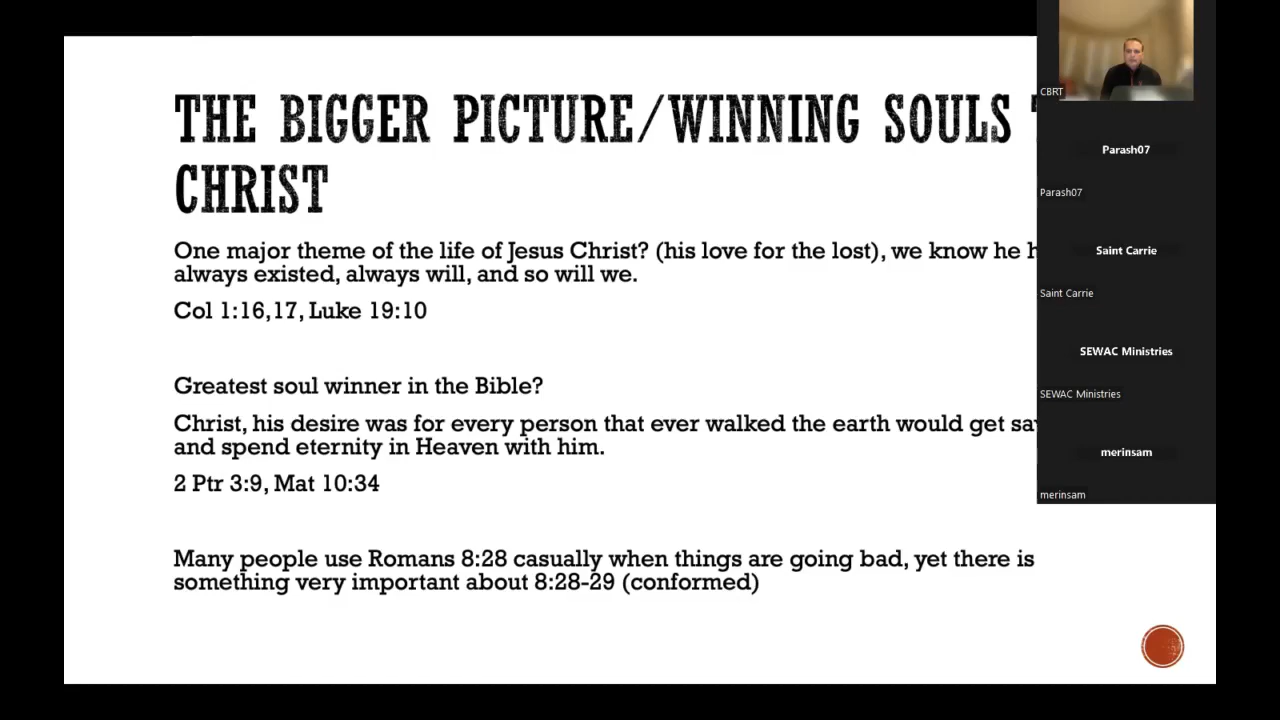 THE BIGGER PICTURE/WINNING SOULS
CHRIST
One major theme of the life of Jesus Christ? (his love for the lost), we know he
always existed, always will, and so will we.
Col 1:16,17, Luke 19:10
Greatest soul winner in the Bible?
Christ, his desire was for every person that ever walked the earth would get
and spend eternity in Heaven with him.
2 Ptr 3:9, Mat 10:34
Many people use Romans 8:28 casually when things are going bad, yet there is
something very important about 8:28-29 (conformed)
CBRT
Parash07
Parash07
Saint Carrie
Saint Carrie
SEWAC Ministries
SEWAC Ministries
merinsam
merinsam